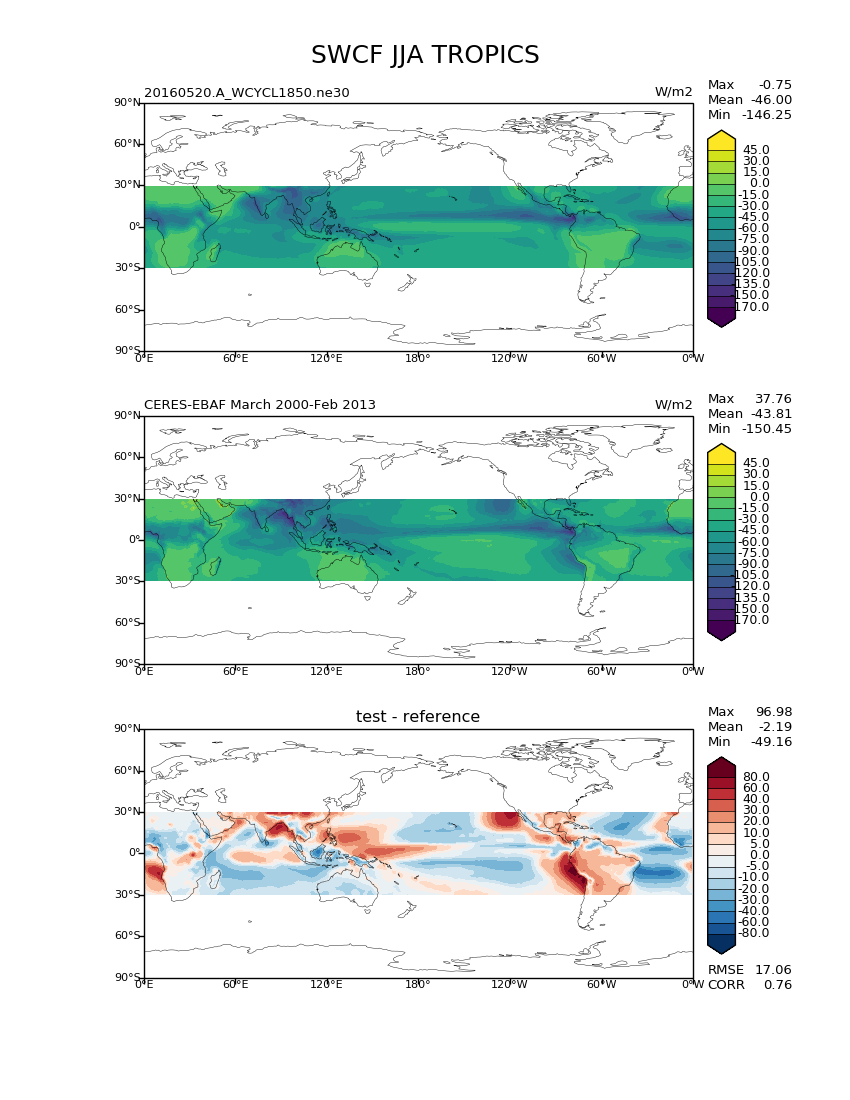 SWCF JJA TROPICS
20160520.A_WCYCL1850.ne30 W/m2
Max -0.75
Mean -46.00
Min -146.25
90°N
60°N
30°N
0°
30°S
60°S
90°S
0°E 60°E 120°E 180° 120°W 60°W 0°W
45.0
30.0
15.0
0.0
-15.0
-30.0
-45.0
-60.0
-75.0
-90.0
-105.0
-120.0
-135.0
-150.0
-170.0
CERES-EBAF March 2000-Feb 2013 W/m2
Max 37.76
Mean -43.81
Min -150.45
90°N
60°N
30°N
0°
30°S
60°S
90°S
0°E 60°E 120°E 180° 120°W 60°W 0°W
45.0
30.0
15.0
0.0
-15.0
-30.0
-45.0
-60.0
-75.0
-90.0
-105.0
-120.0
-135.0
-150.0
-170.0
test - reference
Max 96.98
Mean -2.19
Min -49.16
90°N
60°N
30°N
0°
30°S
60°S
90°S
0°E 60°E 120°E 180° 120°W 60°W 0°W
80.0
60.0
40.0
30.0
20.0
10.0
5.0
0.0
-5.0
-10.0
-20.0
-30.0
-40.0
-60.0
-80.0
RMSE 17.06
CORR 0.76